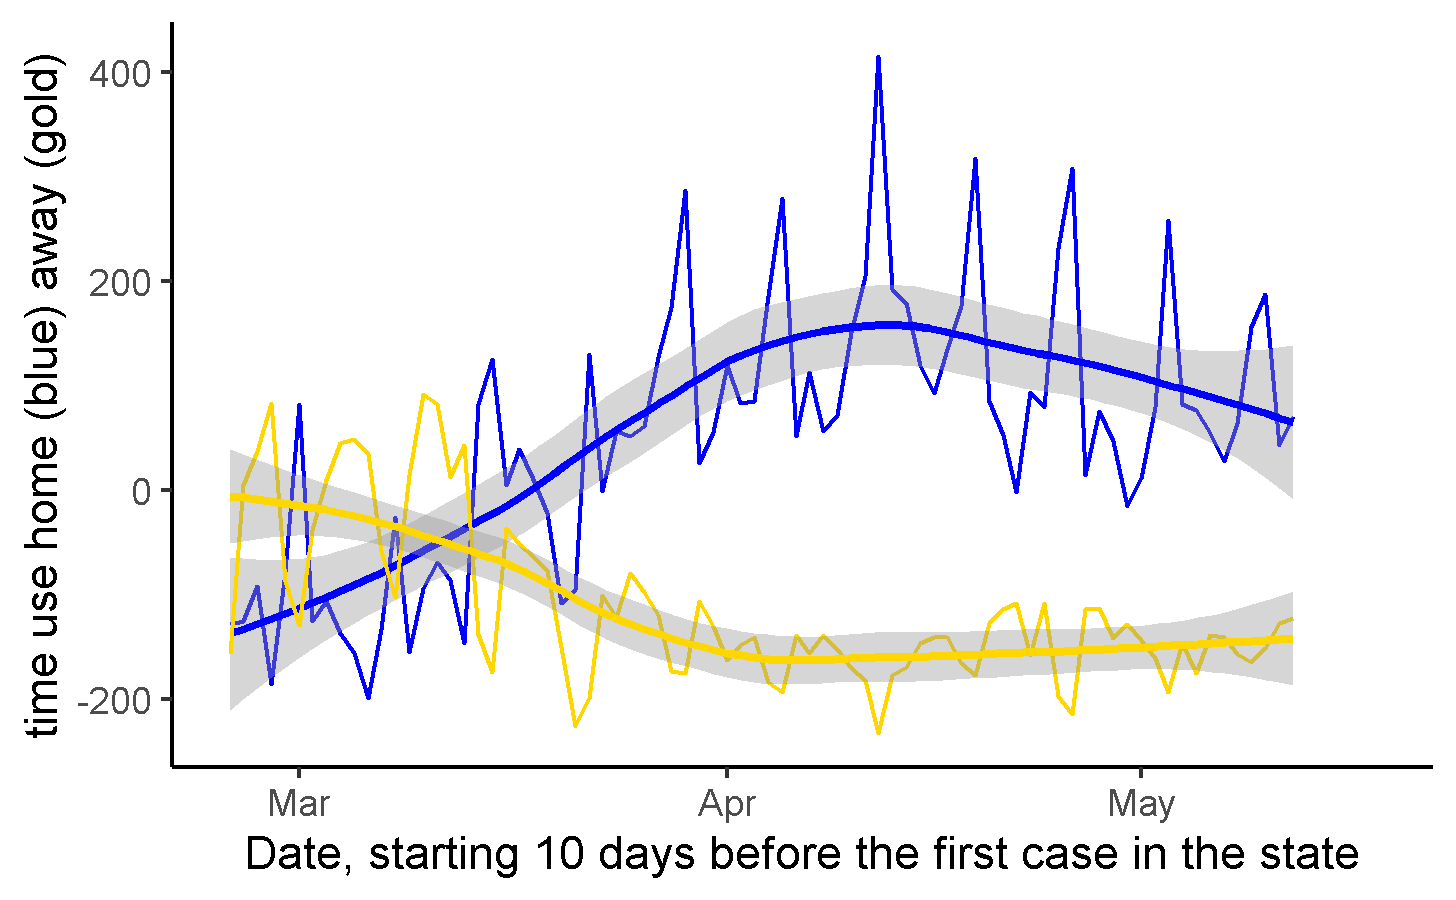 time use home (blue) away (gold)
400
200
0
-200
Mar Apr May
Date, starting 10 days before the first case in the state